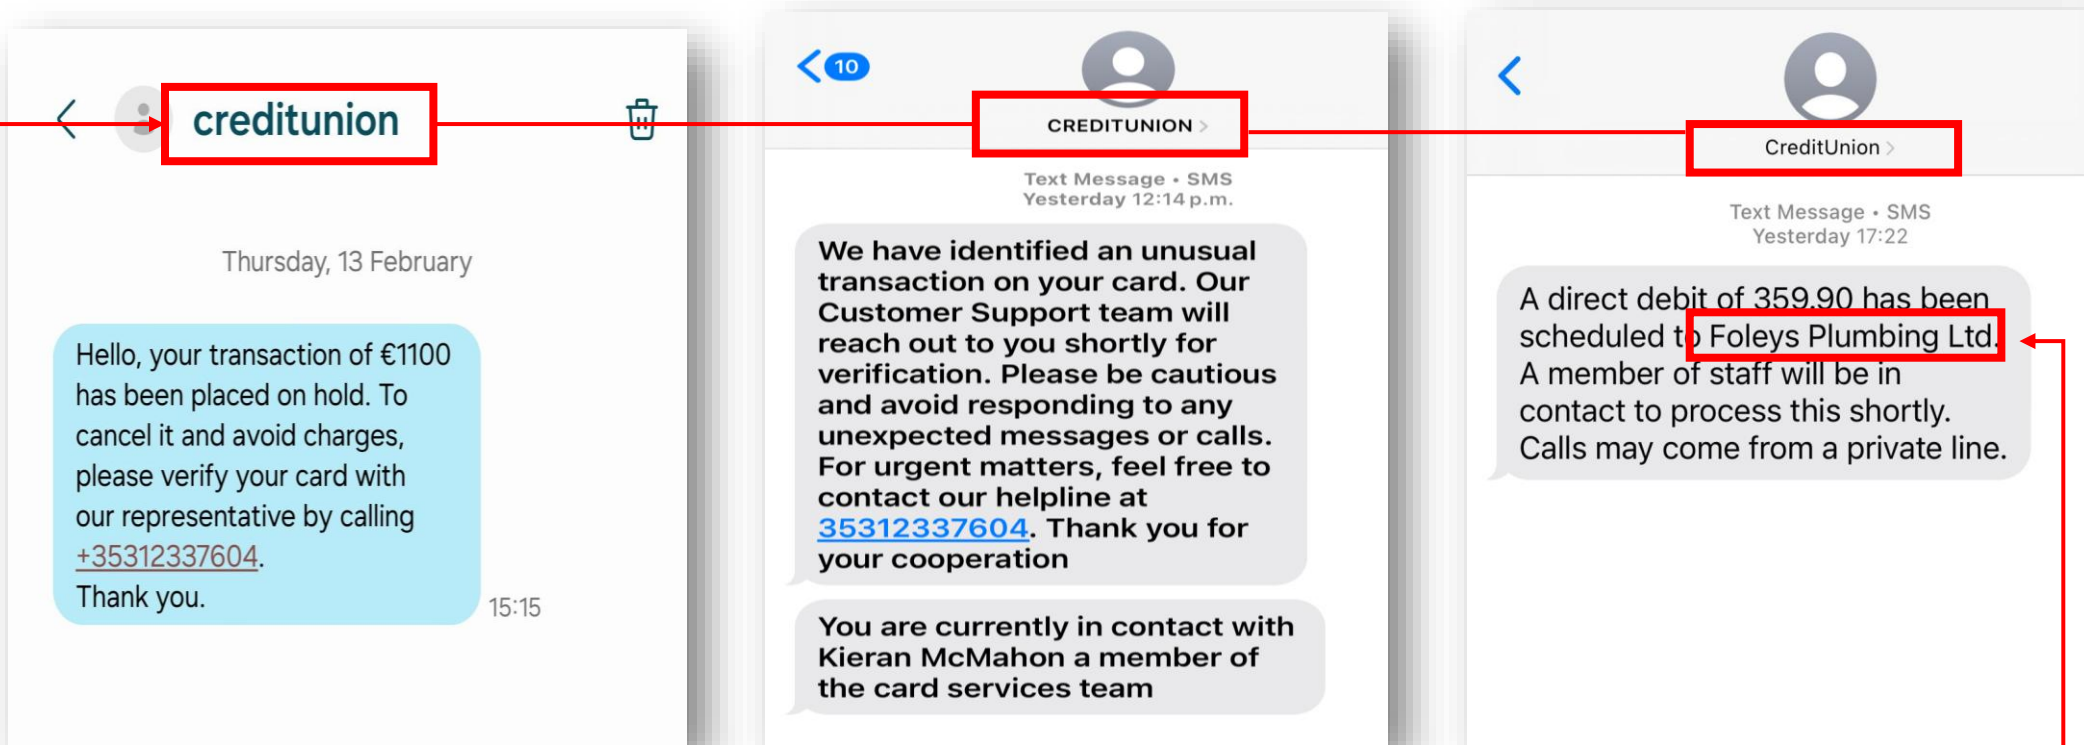 creditunion
Thursday, 13 February
Hello, your transaction of €1100
has been placed on hold. To
cancel it and avoid charges,
please verify your card with
our representative by calling
+35312337604.
Thank you.
15:15
10
CREDITUNION >
Text Message • SMS
Yesterday 12:14 p.m.
We have identified an unusual
transaction on your card. Our
Customer Support team will
reach out to you shortly for
verification. Please be cautious
and avoid responding to any
unexpected messages or calls.
For urgent matters, feel free to
contact our helpline at
35312337604. Thank you for
your cooperation
You are currently in contact with
Kieran McMahon a member of
the card services team
CreditUnion >
Text Message • SMS
Yesterday 17:22
A direct debit of 359.90 has been
scheduled to Foleys Plumbing Ltd.
A member of staff will be in
contact to process this shortly.
Calls may come from a private line.